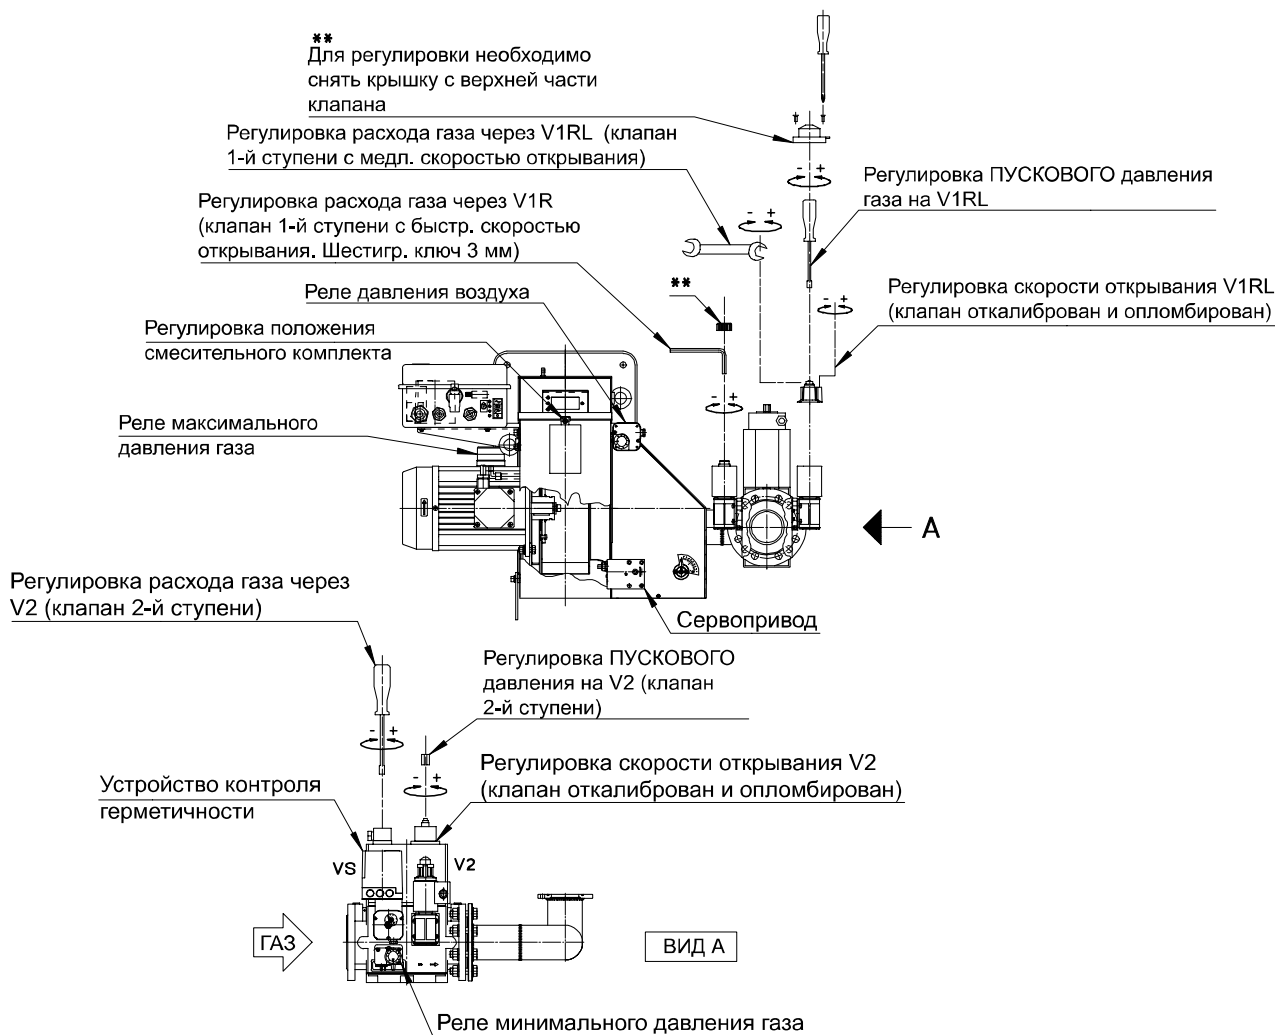 **
Для регулировки необходимо
снять крышку с верхней части
клапана
Регулировка расхода газа через V1RL (клапан
1-й ступени с медл. скоростью открывания)
- +
Регулировка ПУСКОВОГО давления
газа на V1RL
Регулировка расхода газа через V1R
(клапан 1-й ступени с быстр. скоростью
открывания. Шестигр. ключ 3 мм)
- +
**
Регулировка скорости открывания V1RL
(клапан откалиброван и опломбирован)
- +
Реле давления воздуха
Регулировка положения
смесительного комплекта
- +
Реле максимального
давления газа
A
Регулировка расхода газа через
V2 (клапан 2-й ступени)
Сервопривод
Регулировка ПУСКОВОГО
давления на V2 (клапан
2-й ступени)
- +
Регулировка скорости открывания V2
(клапан откалиброван и опломбирован)
- +
Устройство контроля
герметичности
VS
V2
ГАЗ
ВИД А
Реле минимального давления газа